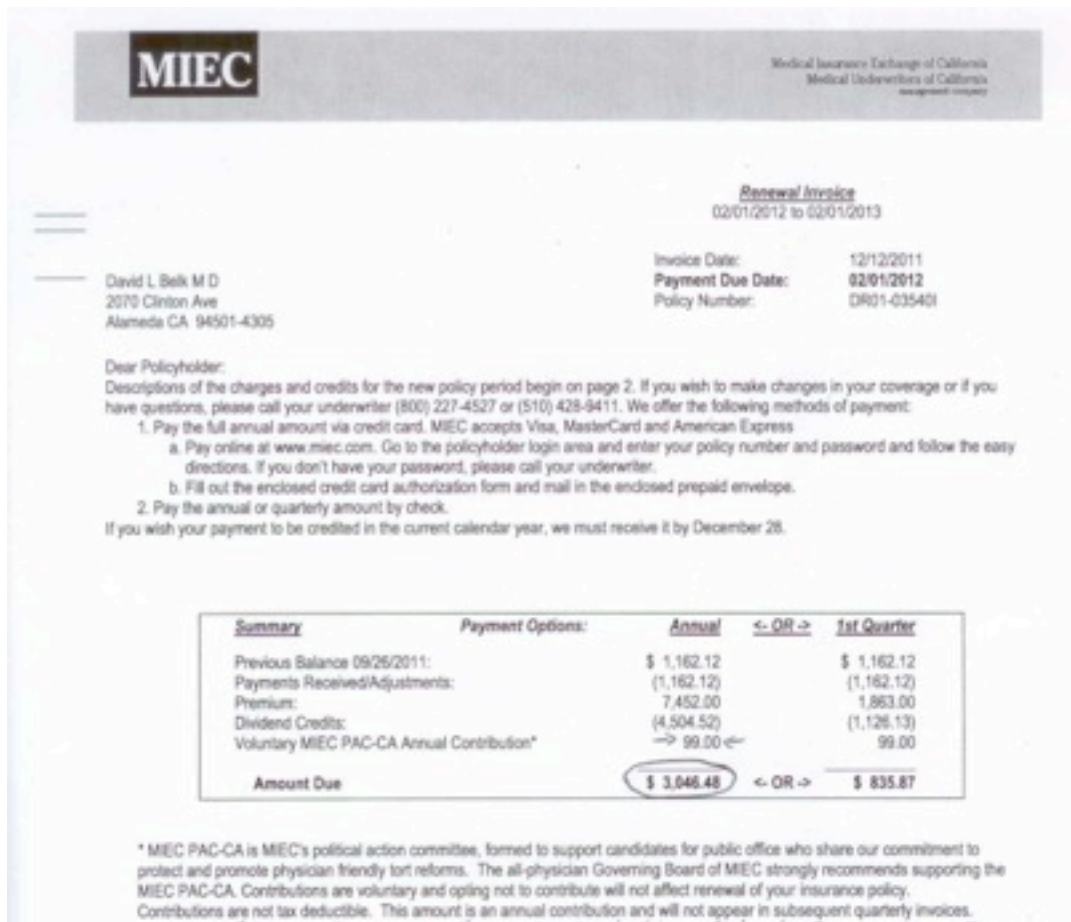 MIEC
Medical Insurance Exchange of California
Medical Underwriters of California
management company
Renewal Invoice
02/01/2012 to 02/01/2013
Invoice Date: 12/12/2011
Payment Due Date: 02/01/2012
Policy Number: DR01-03540I
David L Belk M D
2070 Clinton Ave
Alameda CA 94501-4305
Dear Policyholder:
Descriptions of the charges and credits for the new policy period begin on page 2. If you wish to make changes in your coverage or if you
have questions, please call your underwriter (800) 227-4527 or (510) 428-9411. We offer the following methods of payment:
1. Pay the full annual amount via credit card. MIEC accepts Visa, MasterCard and American Express
a. Pay online at www.miec.com. Go to the policyholder login area and enter your policy number and password and follow the easy
directions. If you don't have your password, please call your underwriter.
b. Fill out the enclosed credit card authorization form and mail in the enclosed prepaid envelope.
2. Pay the annual or quarterly amount by check.
If you wish your payment to be credited in the current calendar year, we must receive it by December 28.
Summary Payment Options: Annual <- OR -> 1st Quarter
Previous Balance 09/26/2011: $ 1,162.12 $ 1,162.12
Payments Received/Adjustments: (1,162.12) (1,162.12)
Premium: 7,452.00 1,863.00
Dividend Credits: (4,504.52) (1,126.13)
Voluntary MIEC PAC-CA Annual Contribution* 99.00 99.00
Amount Due $ 3,046.48 <- OR -> $ 835.87
* MIEC PAC-CA is MIEC's political action committee, formed to support candidates for public office who share our commitment to
protect and promote physician friendly tort reforms. The all-physician Governing Board of MIEC strongly recommends supporting the
MIEC PAC-CA. Contributions are voluntary and opting not to contribute will not affect renewal of your insurance policy.
Contributions are not tax deductible. This amount is an annual contribution and will not appear in subsequent quarterly invoices.